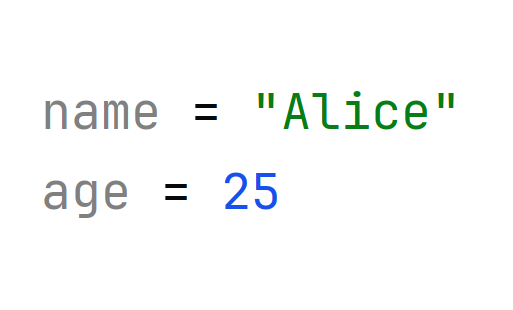 name = "Alice"
age = 25